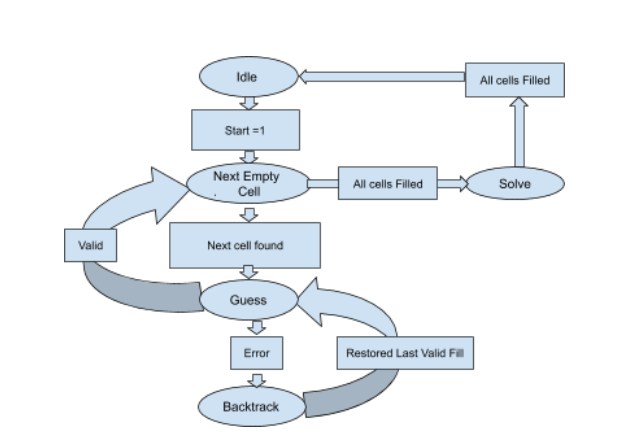 Idle
All cells Filled
Start =1
Next Empty
Cell
All cells Filled
Solve
Valid
Next cell found
Guess
Error
Restored Last Valid Fill
Backtrack